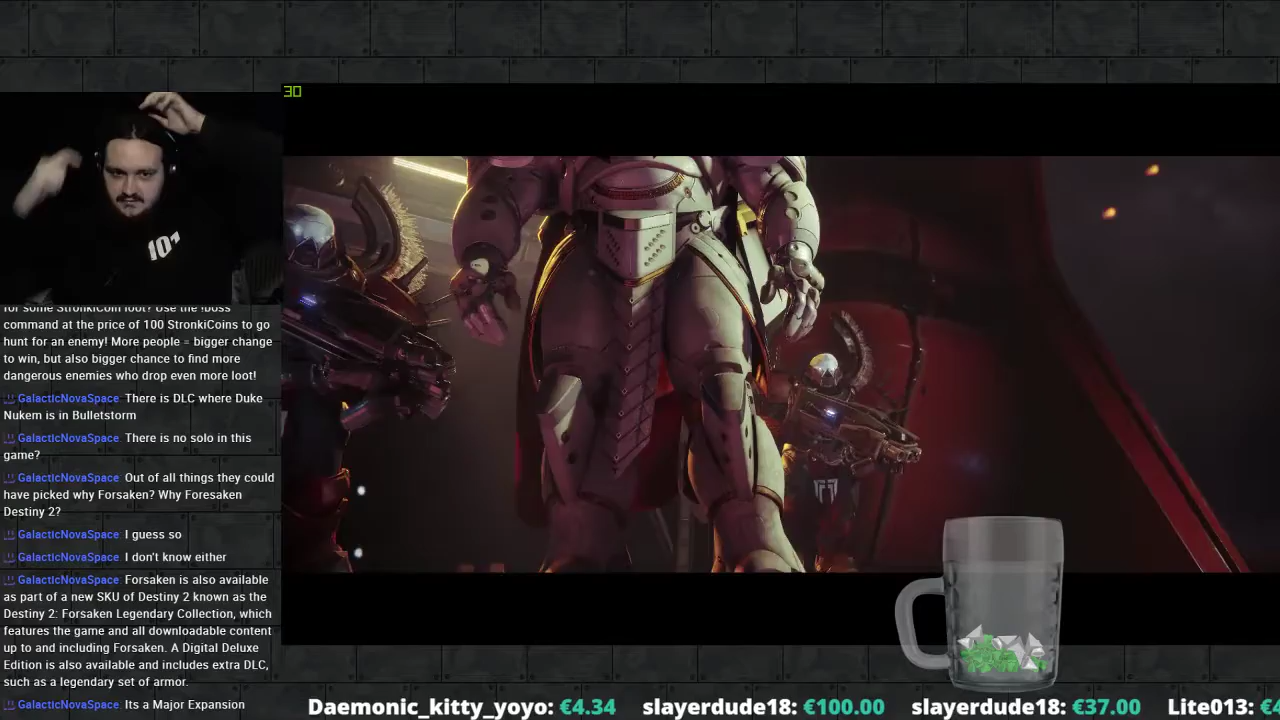 30
101
for some StronkiCoin loot? Use the !boss
command at the price of 100 StronkiCoins to go
hunt for an enemy! More people = bigger change
to win, but also bigger chance to find more
dangerous enemies who drop even more loot!
GalacticNovaSpace: There is DLC where Duke
Nukem is in Bulletstorm
GalacticNovaSpace: There is no solo in this
game?
GalacticNovaSpace: Out of all things they could
have picked why Forsaken? Why Foresaken
Destiny 2?
GalacticNovaSpace: I guess so
GalacticNovaSpace: I don't know either
GalacticNovaSpace: Forsaken is also available
as part of a new SKU of Destiny 2 known as the
Destiny 2: Forsaken Legendary Collection, which
features the game and all downloadable content
up to and including Forsaken. A Digital Deluxe
Edition is also available and includes extra DLC,
such as a legendary set of armor.
GalacticNovaSpace: Its a Major Expansion
Daemonic_kitty_yoyo: €4.34 slayerdude18: €100.00 slayerdude18: €37.00 Lite013: €4